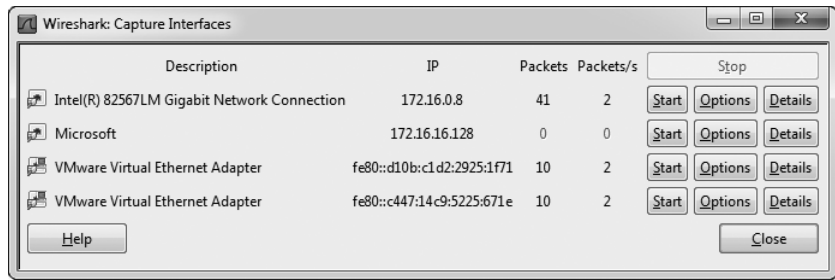 Wireshark: Capture Interfaces
Description IP Packets Packets/s Stop
Intel(R) 82567LM Gigabit Network Connection 172.16.0.8 41 2 Start Options Details
Microsoft 172.16.16.128 0 0 Start Options Details
VMware Virtual Ethernet Adapter fe80::d10b:c1d2:2925:1f71 10 2 Start Options Details
VMware Virtual Ethernet Adapter fe80::c447:14c9:5225:671e 10 2 Start Options Details
Help Close